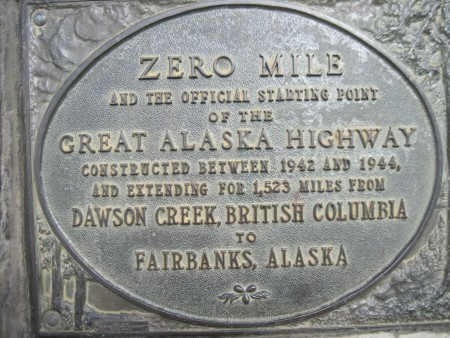 ZERO MILE
AND THE OFFICIAL STARTING POINT
OF THE
GREAT ALASKA HIGHWAY
CONSTRUCTED BETWEEN 1942 AND 1944,
AND EXTENDING FOR 1,523 MILES FROM
DAWSON CREEK, BRITISH COLUMBIA
TO
FAIRBANKS, ALASKA